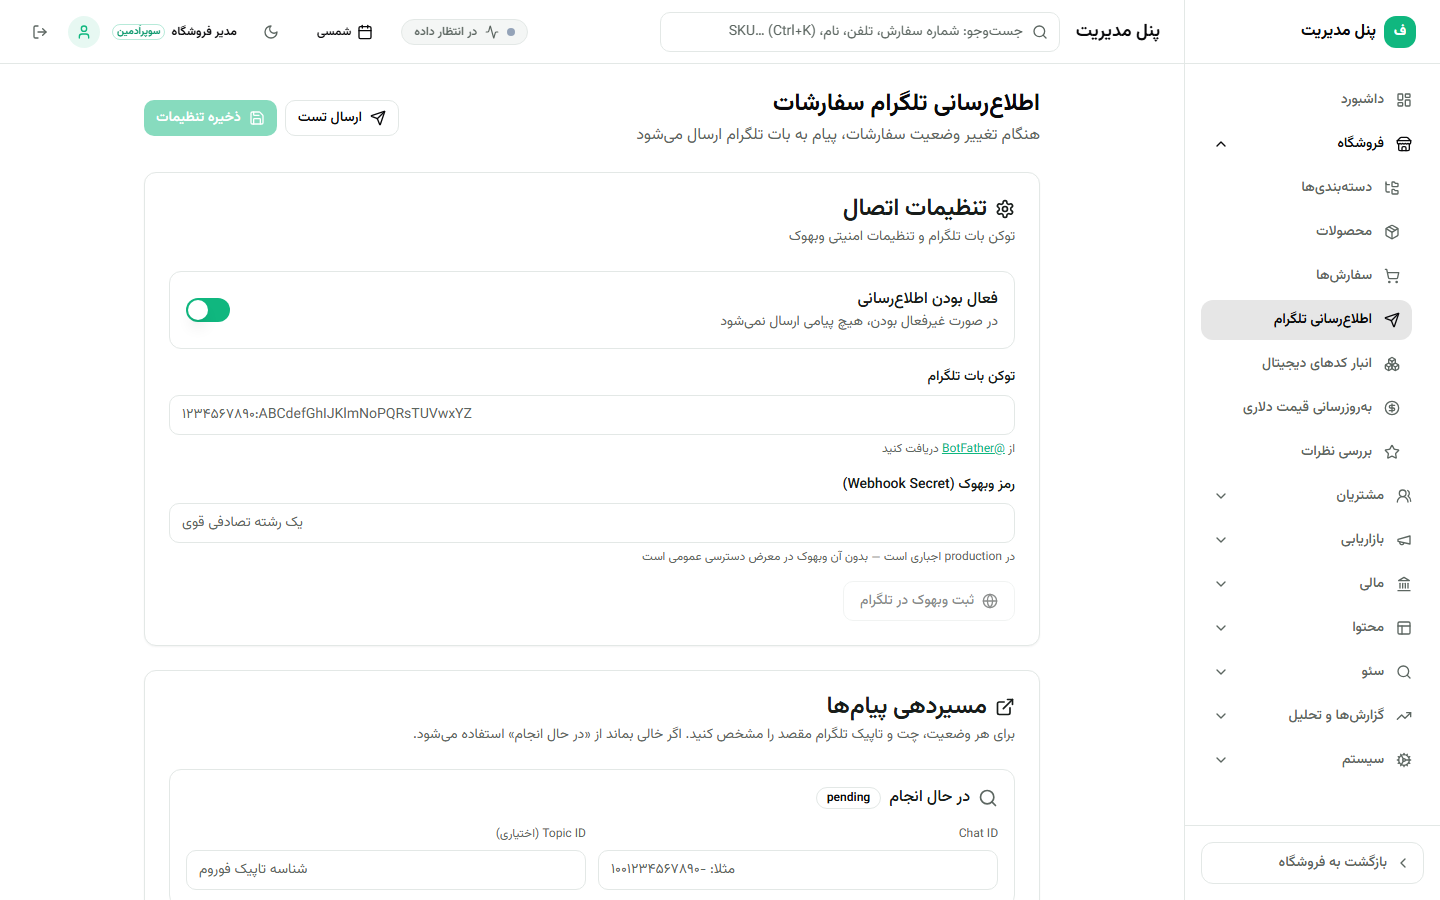 ف
پنل مدیریت
پنل مدیریت
جست‌وجو: شماره سفارش، تلفن، نام، SKU... (Ctrl+K)
در انتظار داده
شمسی
مدیر فروشگاه
سوپرادمین
داشبورد
فروشگاه
دسته‌بندی‌ها
محصولات
سفارش‌ها
اطلاع‌رسانی تلگرام
انبار کدهای دیجیتال
به‌روزرسانی قیمت دلاری
بررسی نظرات
مشتریان
بازاریابی
مالی
محتوا
سئو
گزارش‌ها و تحلیل
سیستم
بازگشت به فروشگاه
اطلاع‌رسانی تلگرام سفارشات
هنگام تغییر وضعیت سفارشات، پیام به بات تلگرام ارسال می‌شود
ارسال تست
ذخیره تنظیمات
تنظیمات اتصال
توکن بات تلگرام و تنظیمات امنیتی وبهوک
فعال بودن اطلاع‌رسانی
در صورت غیرفعال بودن، هیچ پیامی ارسال نمی‌شود
توکن بات تلگرام
۱۲۳۴۵۶۷۸۹۰:ABCdefGhIJKlmNoPQRsTUVwxYZ
از @BotFather دریافت کنید
رمز وبهوک (Webhook Secret)
یک رشته تصادفی قوی
در production اجباری است — بدون آن وبهوک در معرض دسترسی عمومی است
ثبت وبهوک در تلگرام
مسیردهی پیام‌ها
برای هر وضعیت، چت و تاپیک تلگرام مقصد را مشخص کنید. اگر خالی بماند از «در حال انجام» استفاده می‌شود.
در حال انجام
pending
Chat ID
مثلا: -۱۰۰۱۲۳۴۵۶۷۸۹۰
Topic ID (اختیاری)
شناسه تاپیک فوروم